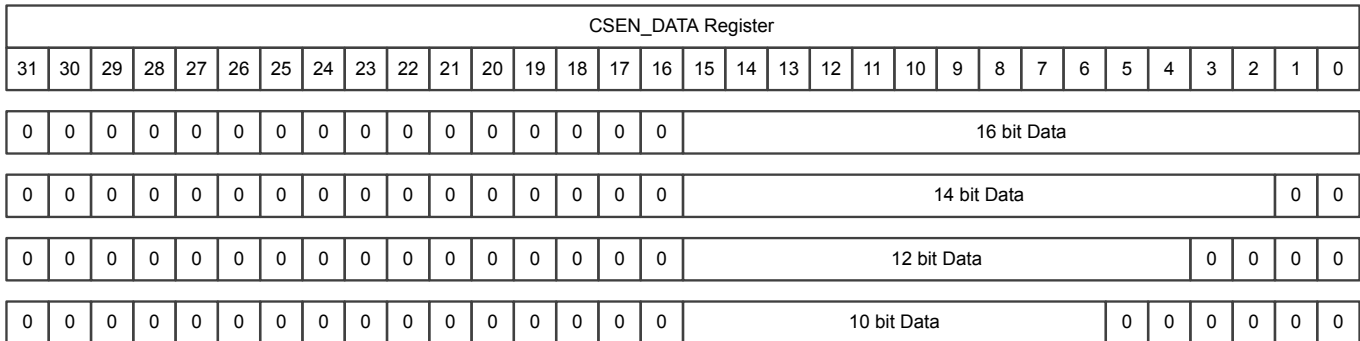 CSEN_DATA Register
31 30 29 28 27 26 25 24 23 22 21 20 19 18 17 16 15 14 13 12 11 10 9 8 7 6 5 4 3 2 1 0
0 0 0 0 0 0 0 0 0 0 0 0 0 0 0 0 16 bit Data
0 0 0 0 0 0 0 0 0 0 0 0 0 0 0 0 14 bit Data 0 0
0 0 0 0 0 0 0 0 0 0 0 0 0 0 0 0 12 bit Data 0 0 0 0
0 0 0 0 0 0 0 0 0 0 0 0 0 0 0 0 10 bit Data 0 0 0 0 0 0